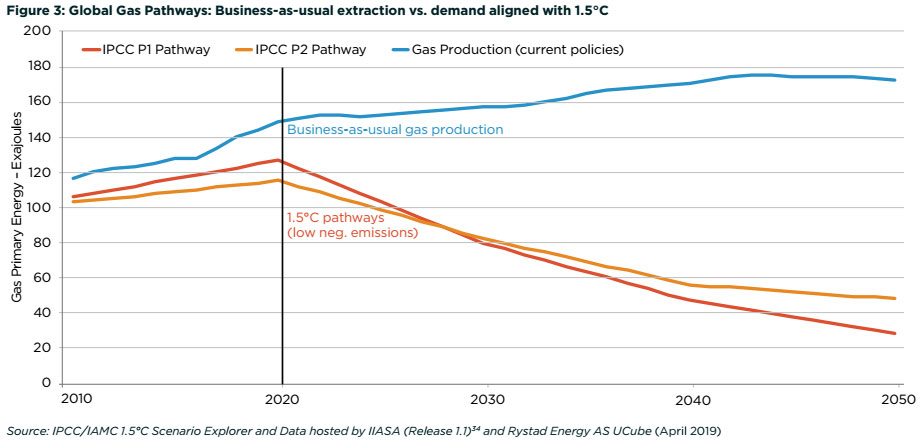 Figure 3: Global Gas Pathways: Business-as-usual extraction vs. demand aligned with 1.5°C
200
IPCC P1 Pathway IPCC P2 Pathway Gas Production (current policies)
180
160
140
Business-as-usual gas production
120
100
1.5°C pathways
(low neg. emissions)
80
60
40
20
0
Gas Primary Energy – Exajoules
2010 2020 2030 2040 2050
Source: IPCC/IAMC 1.5°C Scenario Explorer and Data hosted by IIASA (Release 1.1)³⁴ and Rystad Energy AS UCube (April 2019)